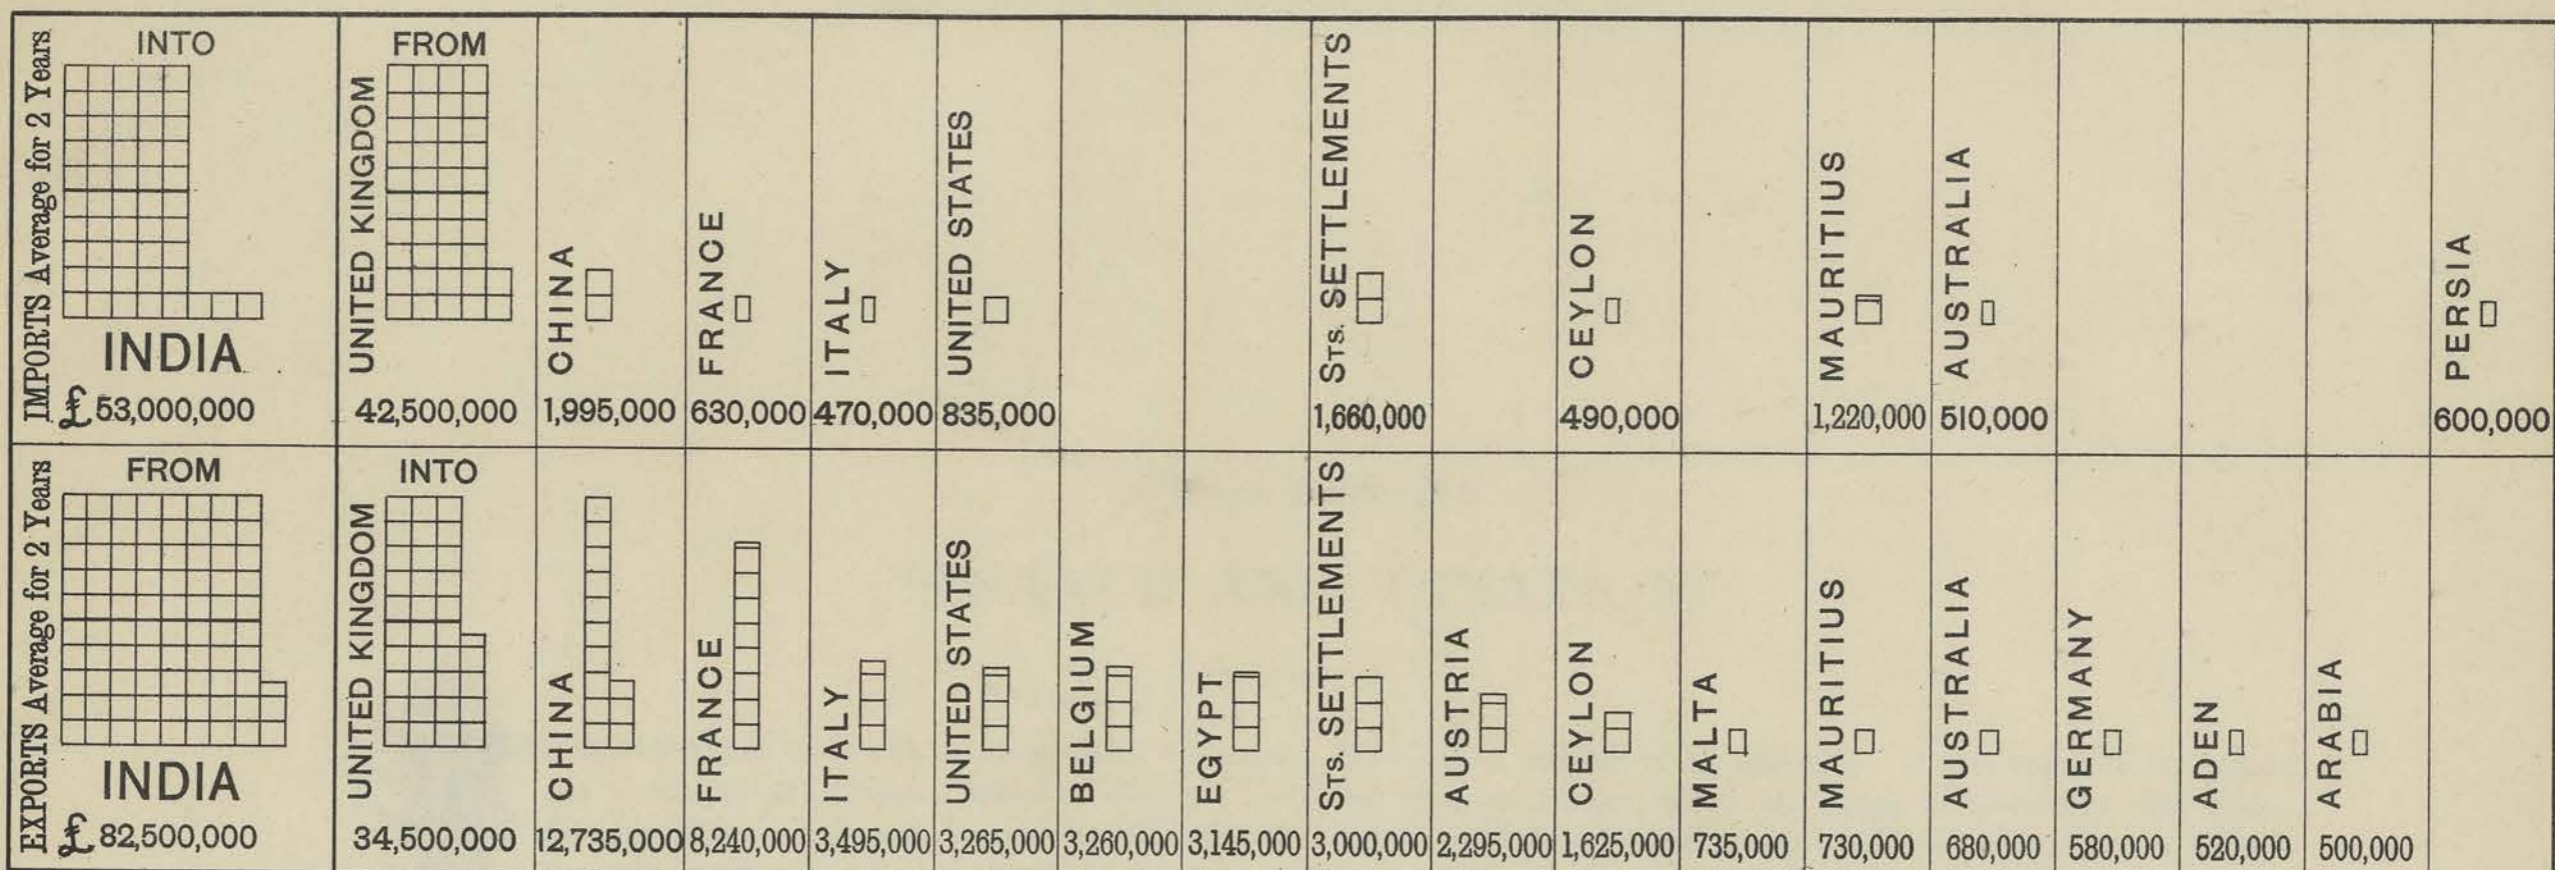 IMPORTS Average for 2 Years
INTO
INDIA
£ 53,000,000
FROM
UNITED KINGDOM
42,500,000
CHINA
1,995,000
FRANCE
630,000
ITALY
470,000
UNITED STATES
835,000
STS. SETTLEMENTS
1,660,000
CEYLON
490,000
MAURITIUS
1,220,000
AUSTRALIA
510,000
PERSIA
600,000
EXPORTS Average for 2 Years
FROM
INDIA
£ 82,500,000
INTO
UNITED KINGDOM
34,500,000
CHINA
12,735,000
FRANCE
8,240,000
ITALY
3,495,000
UNITED STATES
3,265,000
BELGIUM
3,260,000
EGYPT
3,145,000
STS. SETTLEMENTS
3,000,000
AUSTRIA
2,295,000
CEYLON
1,625,000
MALTA
735,000
MAURITIUS
730,000
AUSTRALIA
680,000
GERMANY
580,000
ADEN
520,000
ARABIA
500,000